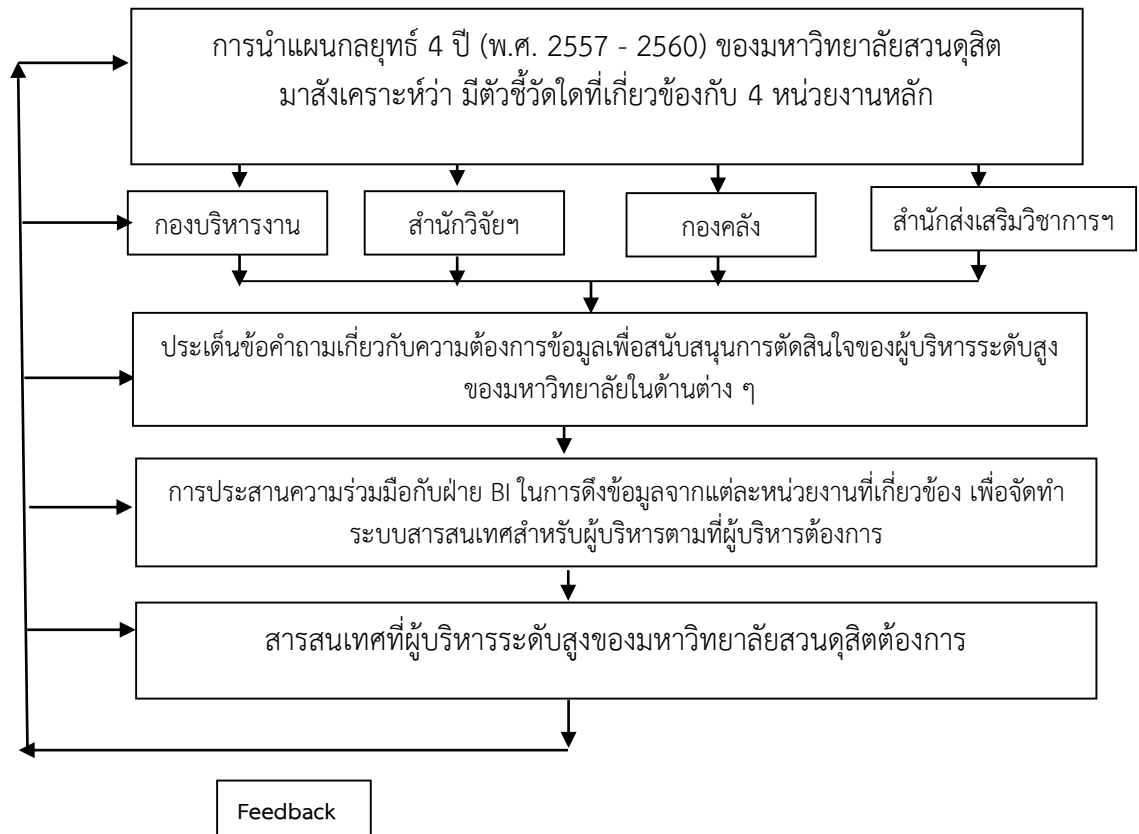 การนำแผนกลยุทธ์ 4 ปี (พ.ศ. 2557 - 2560) ของมหาวิทยาลัยสวนดุสิต
มาสังเคราะห์ว่า มีตัวชี้วัดใดที่เกี่ยวข้องกับ 4 หน่วยงานหลัก
กองบริหารงาน
สำนักวิจัยฯ
กองคลัง
สำนักส่งเสริมวิชาการฯ
ประเด็นข้อคำถามเกี่ยวกับความต้องการข้อมูลเพื่อสนับสนุนการตัดสินใจของผู้บริหารระดับสูง
ของมหาวิทยาลัยในด้านต่าง ๆ
การประสานความร่วมมือกับฝ่าย BI ในการดึงข้อมูลจากแต่ละหน่วยงานที่เกี่ยวข้อง เพื่อจัดทำ
ระบบสารสนเทศสำหรับผู้บริหารตามที่ผู้บริหารต้องการ
สารสนเทศที่ผู้บริหารระดับสูงของมหาวิทยาลัยสวนดุสิตต้องการ
Feedback